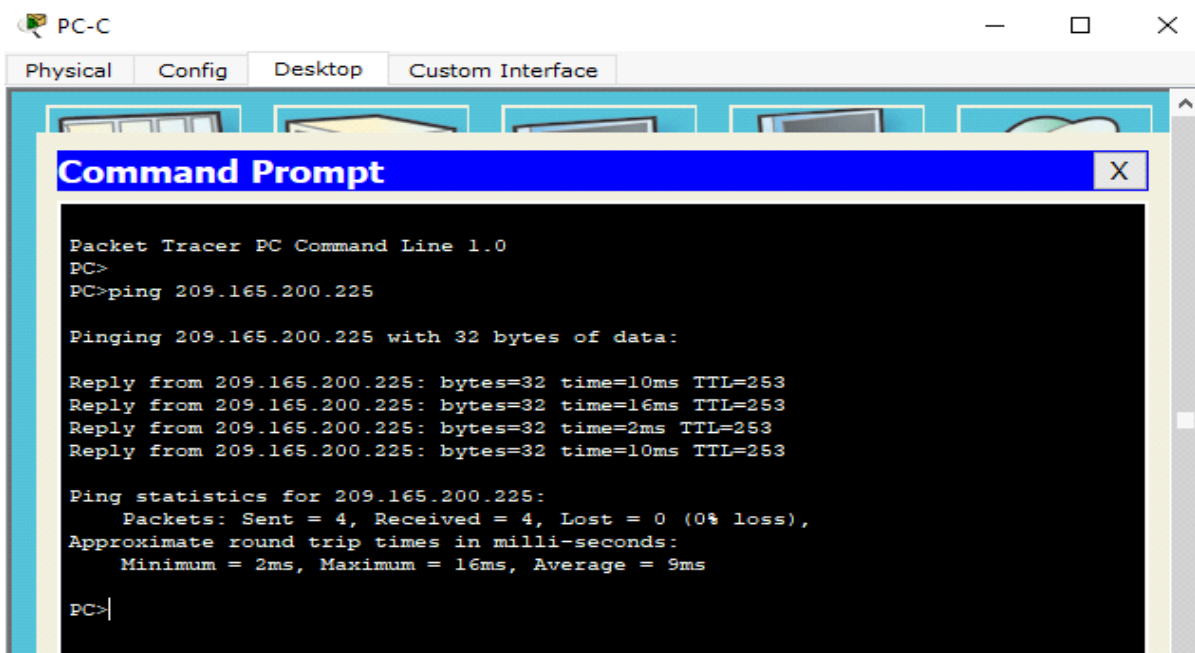 PC-C
Physical Config Desktop Custom Interface
Command Prompt X
Packet Tracer PC Command Line 1.0
PC>
PC>ping 209.165.200.225
Pinging 209.165.200.225 with 32 bytes of data:
Reply from 209.165.200.225: bytes=32 time=10ms TTL=253
Reply from 209.165.200.225: bytes=32 time=16ms TTL=253
Reply from 209.165.200.225: bytes=32 time=2ms TTL=253
Reply from 209.165.200.225: bytes=32 time=10ms TTL=253
Ping statistics for 209.165.200.225:
Packets: Sent = 4, Received = 4, Lost = 0 (0% loss),
Approximate round trip times in milli-seconds:
Minimum = 2ms, Maximum = 16ms, Average = 9ms
PC>